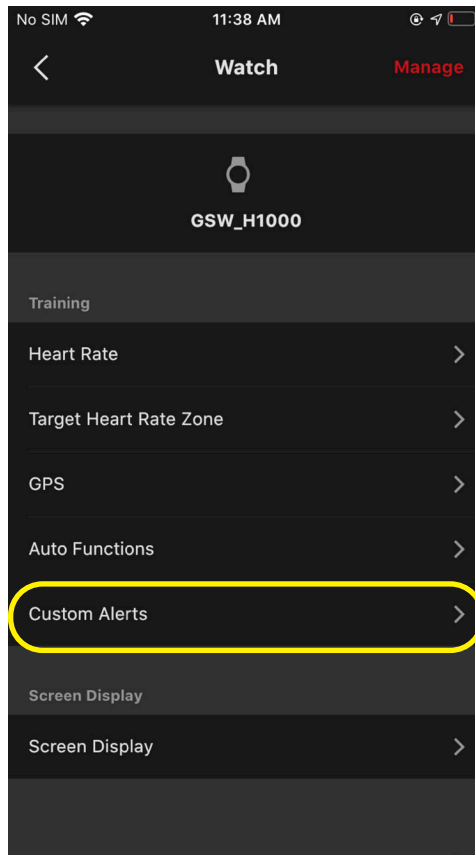 No SIM 11:38 AM
Watch Manage
GSW_H1000
Training
Heart Rate
Target Heart Rate Zone
GPS
Auto Functions
Custom Alerts
Screen Display
Screen Display